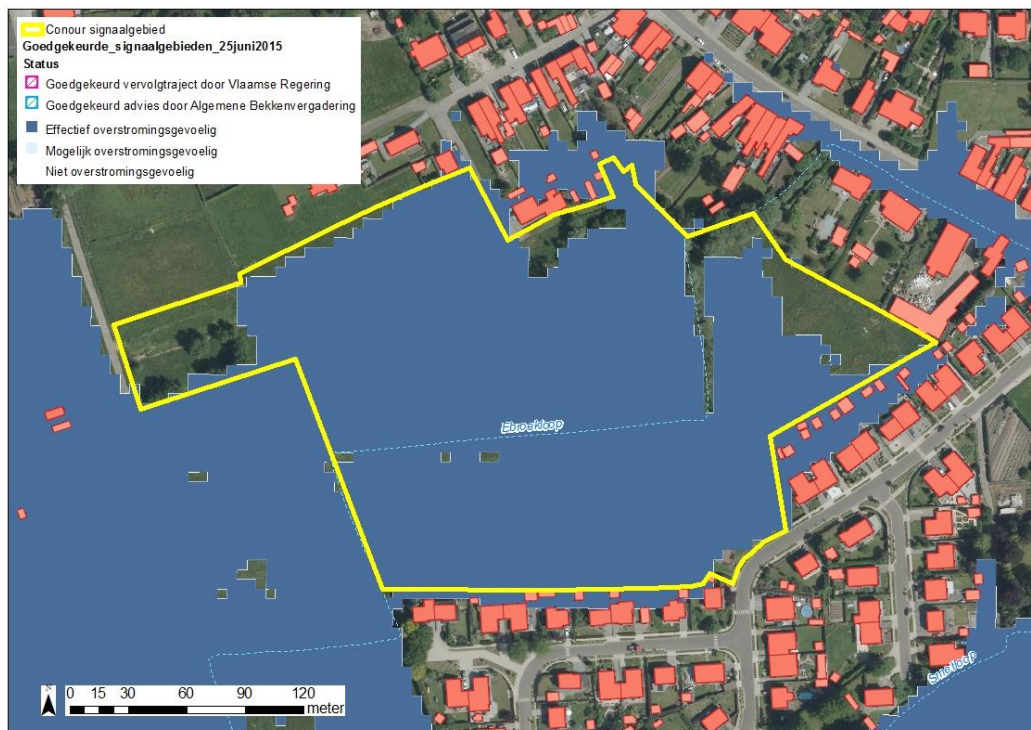 Conour signaalgebied
Goedgekeurde_signaalgebieden_25juni2015
Status
Goedgekeurd vervolgtraject door Vlaamse Regering
Goedgekeurd advies door Algemene Bekkenvergadering
Effectief overstromingsgevoelig
Mogelijk overstromingsgevoelig
Niet overstromingsgevoelig
Ebroekloop
Smetloop
N
0 15 30 60 90 120
meter